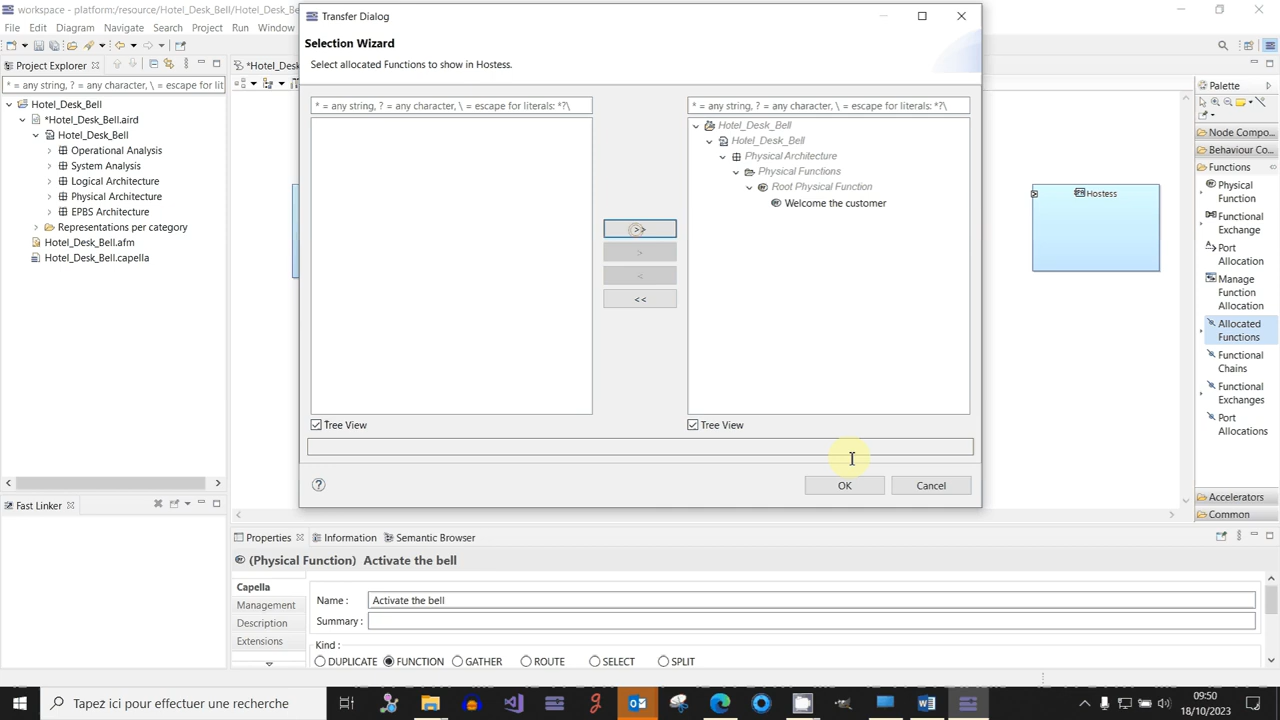 workspace - platform:/resource/Hotel_Desk_Bell/Hotel_Des
File Edit Diagram Navigate Search Project Run Window
Project Explorer
* = any string, ? = any character, \ = escape for lit
Hotel_Desk_Bell
*Hotel_Desk_Bell.aird
Hotel_Desk_Bell
Operational Analysis
System Analysis
Logical Architecture
Physical Architecture
EPBS Architecture
Representations per category
Hotel_Desk_Bell.afm
Hotel_Desk_Bell.capella
Fast Linker
*Hotel_Desk
Transfer Dialog
Selection Wizard
Select allocated Functions to show in Hostess.
* = any string, ? = any character, \ = escape for literals: *?\
* = any string, ? = any character, \ = escape for literals: *?\
Hotel_Desk_Bell
Hotel_Desk_Bell
Physical Architecture
Physical Functions
Root Physical Function
Welcome the customer
>>
>
<
<<
Tree View
Tree View
?
OK
Cancel
Hostess
Palette
Node Compo...
Behaviour Co...
Functions
Physical
Function
Functional
Exchange
Port
Allocation
Manage
Function
Allocation
Allocated
Functions
Functional
Chains
Functional
Exchanges
Port
Allocations
Accelerators
Common
Properties
Information
Semantic Browser
(Physical Function) Activate the bell
Capella
Management
Description
Extensions
Name : Activate the bell
Summary :
Kind :
DUPLICATE FUNCTION GATHER ROUTE SELECT SPLIT
Tapez ici pour effectuer une recherche
09:50
18/10/2023